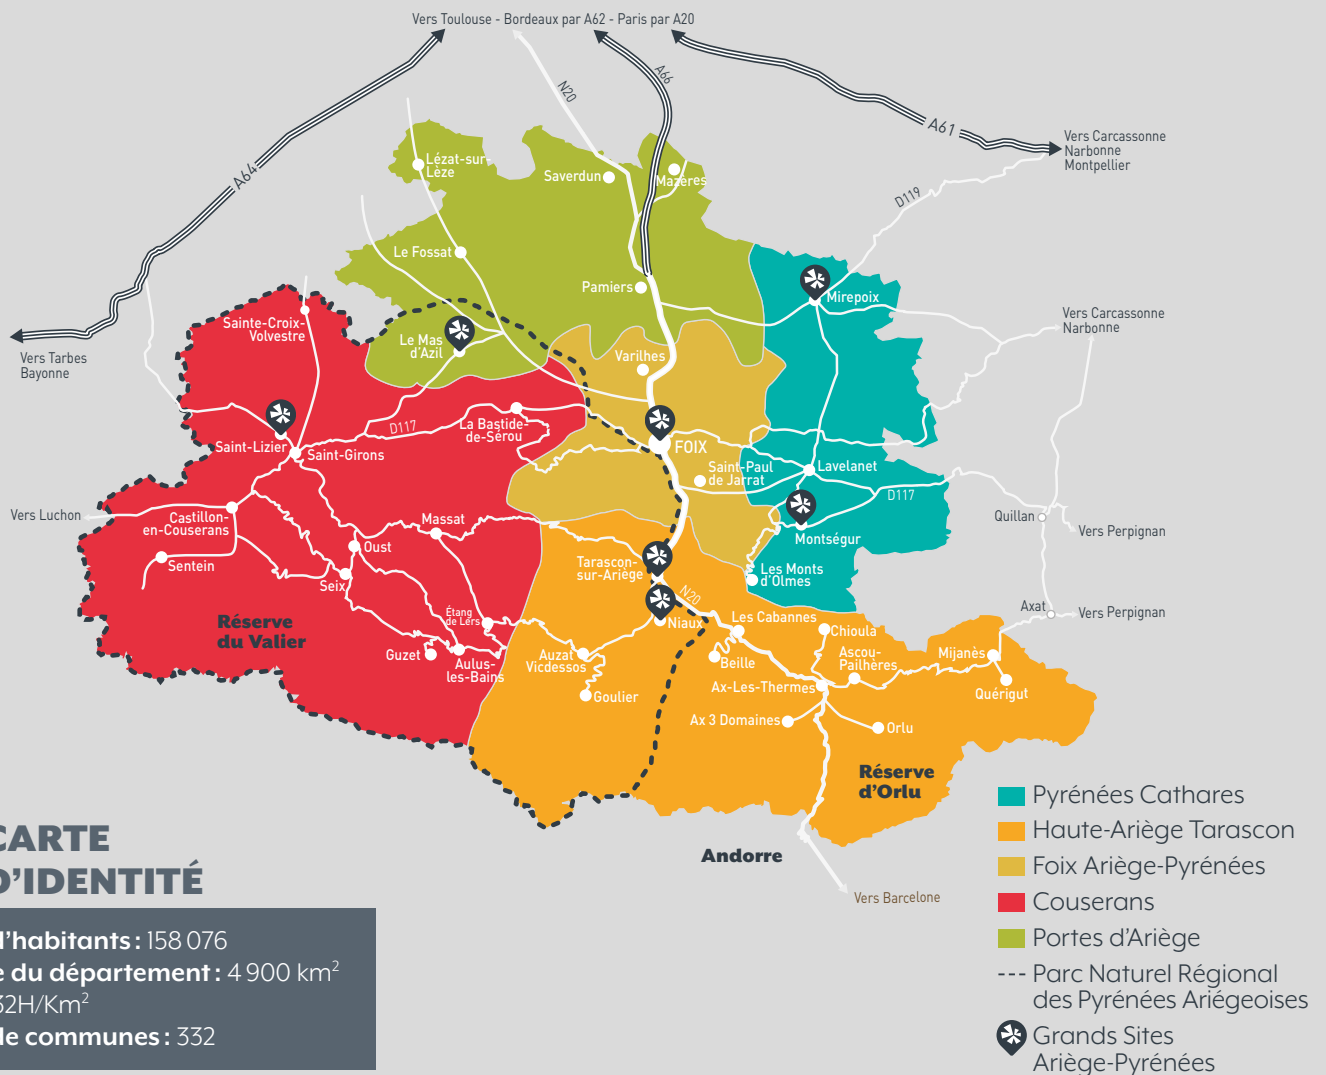 Vers Toulouse - Bordeaux par A62 - Paris par A20
A66
N20
A61
Vers Carcassonne
Narbonne
Montpellier
A64
D119
Lézat-sur-
Lèze
Saverdun
Mazères
Le Fossat
Pamiers
Mirepoix
Vers Carcassonne
Narbonne
Sainte-Croix-
Volvestre
Le Mas
d'Azil
Varilhes
Vers Tarbes
Bayonne
La Bastide-
de-Sérou
D117
Saint-Lizier
Saint-Girons
FOIX
Saint-Paul
de Jarrat
Lavelanet
D117
Vers Luchon
Castillon-
en-Couserans
Massat
Quillan
Vers Perpignan
Montségur
Oust
Sentein
Seix
Tarascon-
sur-Ariège
Les Monts
d'Olmes
N20
Axat
Vers Perpignan
Réserve
du Valier
Étang
de Lers
Niaux
Les Cabannes
Chioula
Guzet
Aulus-
les-Bains
Auzat
Vicdessos
Beille
Ascou-
Pailhères
Mijanès
Goulier
Ax-Les-Thermes
Quérigut
Ax 3 Domaines
Orlu
Réserve
d'Orlu
Andorre
Vers Barcelone
CARTE
D'IDENTITÉ
d'habitants : 158 076
e du département : 4 900 km²
32H/Km²
de communes : 332
Pyrénées Cathares
Haute-Ariège Tarascon
Foix Ariège-Pyrénées
Couserans
Portes d'Ariège
Parc Naturel Régional
des Pyrénées Ariégeoises
Grands Sites
Ariège-Pyrénées